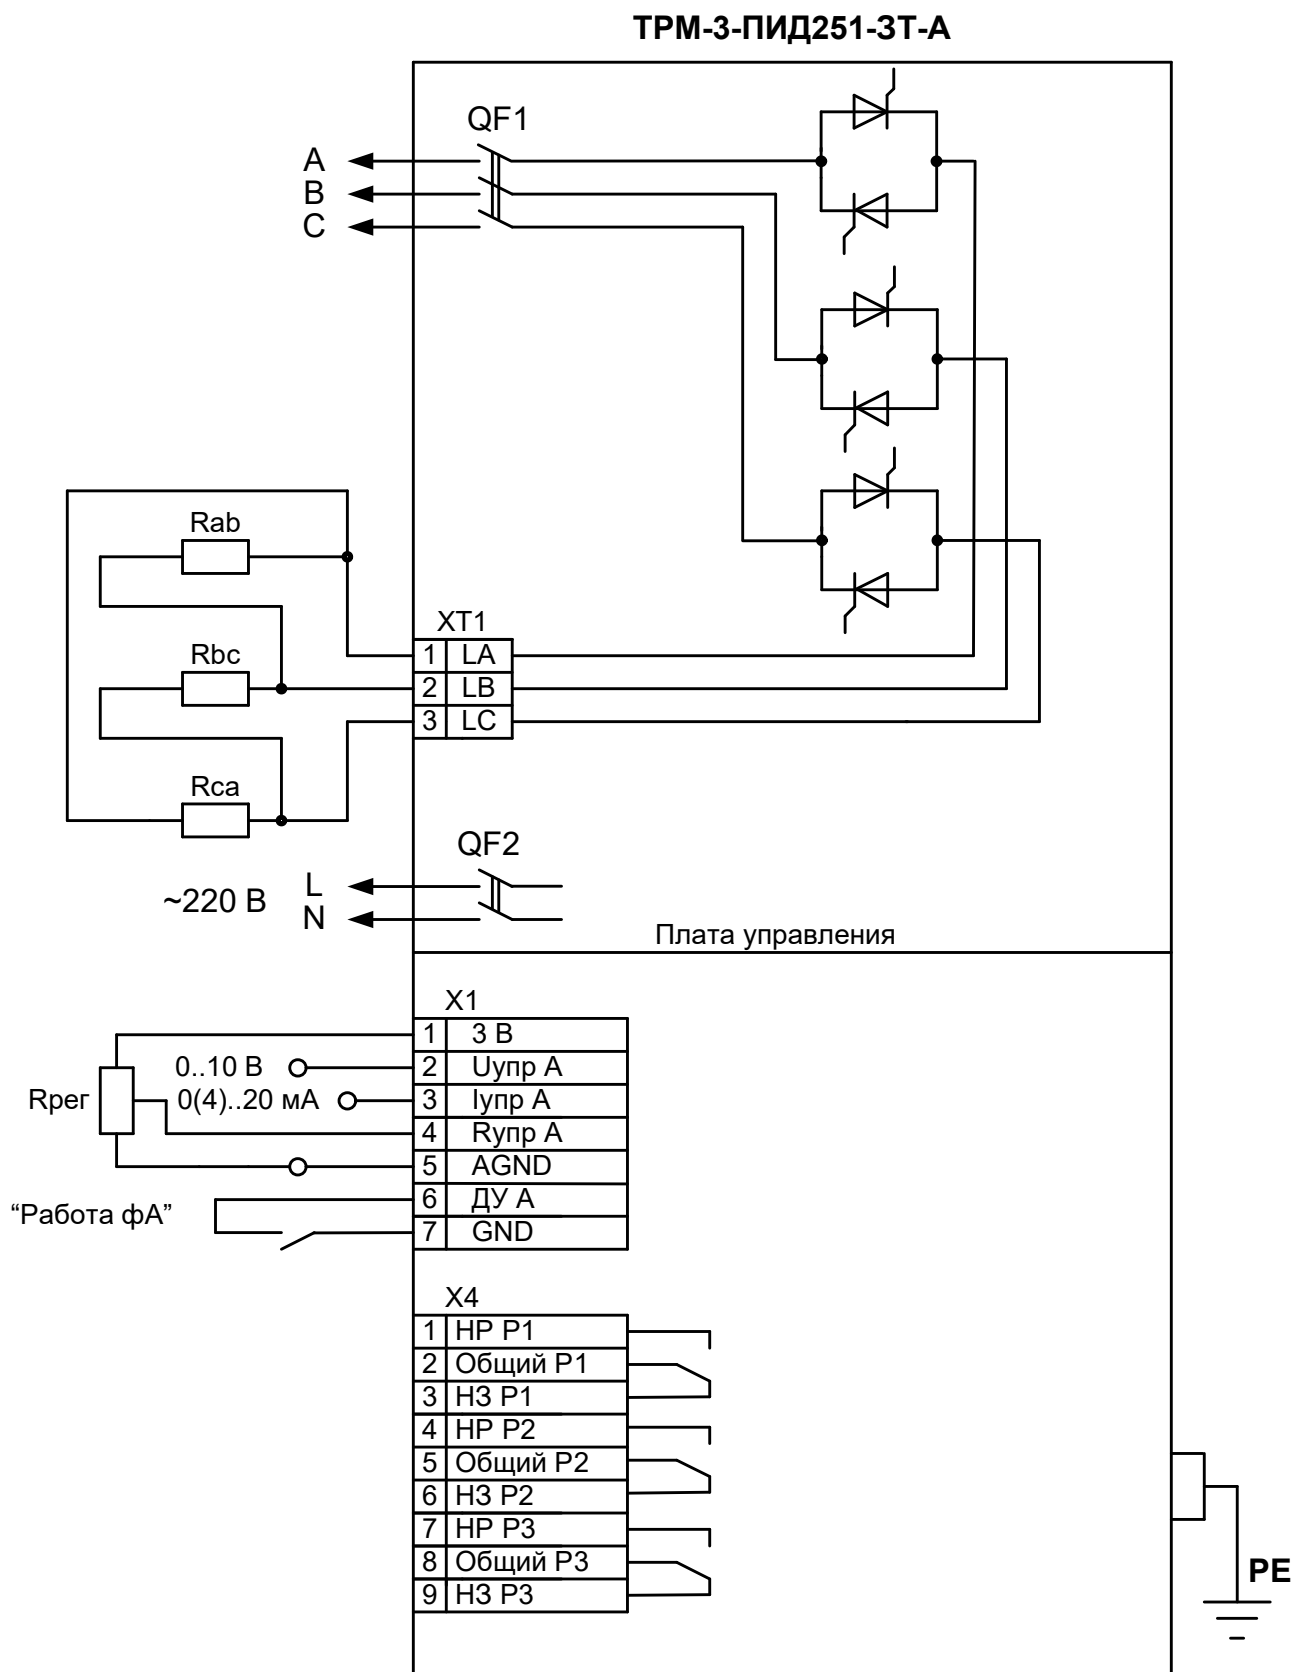 ТРМ-3-ПИД251-3Т-А
QF1
A
B
C
Rab
XT1
Rbc
1 LA
2 LB
3 LC
Rca
QF2
~220 В
L
N
Плата управления
X1
1 3 В
0..10 В
2 Uупр А
Rрег
0(4)..20 мА
3 Iупр А
4 Rупр А
5 AGND
6 ДУ А
“Работа фА”
7 GND
X4
1 НР Р1
2 Общий Р1
3 НЗ Р1
4 НР Р2
5 Общий Р2
6 НЗ Р2
7 НР Р3
8 Общий Р3
9 НЗ Р3
PE